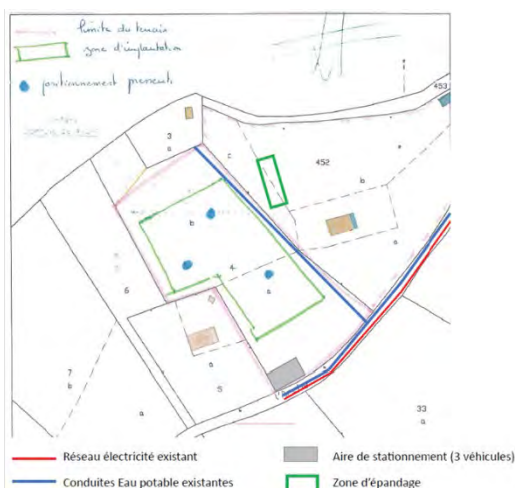 limite du terrain
zone d'implantation
positionnement pressenti
453
3
a
c
452
b
b
a
4
a
6
7
b
a
a
5
33
a
Réseau électricité existant
Aire de stationnement (3 véhicules)
Conduites Eau potable existantes
Zone d'épandage